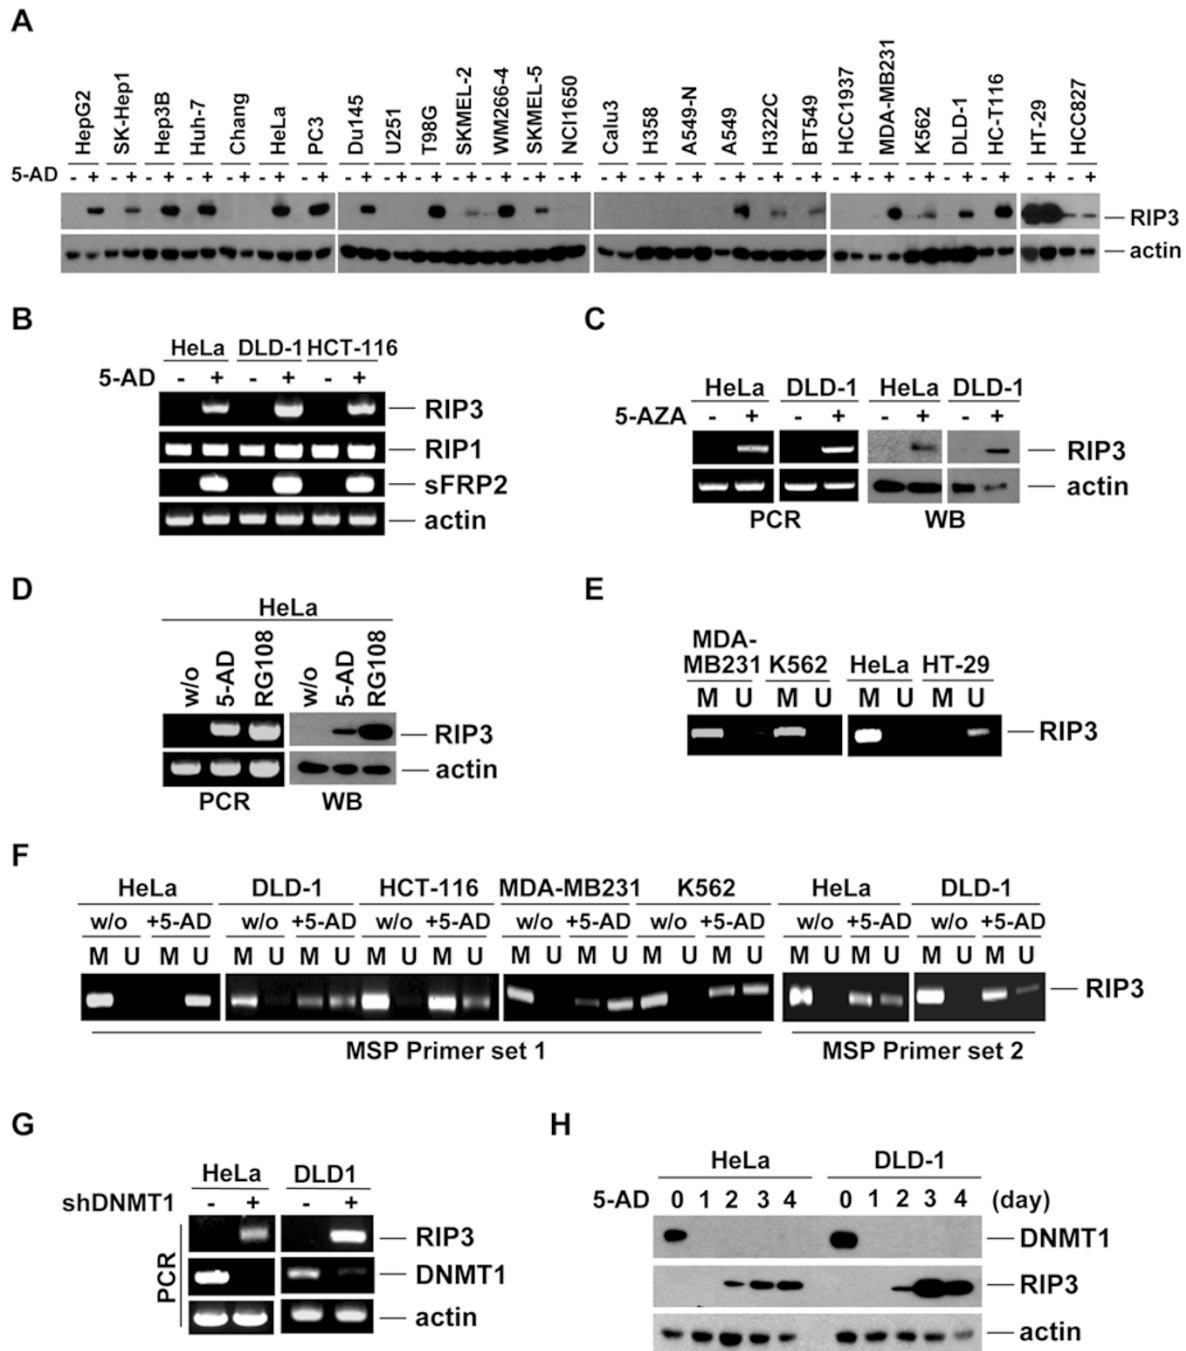 A
HepG2 SK-Hep1 Hep3B Huh-7 Chang HeLa PC3 Du145 U251 T98G SKMEL-2 WM266-4 SKMEL-5 NCI1650 Calu3 H358 A549-N A549 H322C BT549 HCC1937 MDA-MB231 K562 DLD-1 HC-T116 HT-29 HCC827
5-AD - + - + - + - + - + - + - + - + - + - + - + - + - + - + - + - + - + - + - + - + - + - + - + - + - + - + - +
RIP3
actin
B
HeLa DLD-1 HCT-116
5-AD - + - + - +
RIP3
RIP1
sFRP2
actin
C
HeLa DLD-1 HeLa DLD-1
5-AZA - + - + - + - +
RIP3
actin
PCR WB
D
HeLa
w/o 5-AD RG108 w/o 5-AD RG108
RIP3
actin
PCR WB
E
MDA-
MB231 K562 HeLa HT-29
M U M U M U M U
RIP3
F
HeLa DLD-1 HCT-116 MDA-MB231 K562 HeLa DLD-1
w/o +5-AD w/o +5-AD w/o +5-AD w/o +5-AD w/o +5-AD w/o +5-AD w/o +5-AD
M U M U M U M U M U M U M U M U M U M U M U M U M U M U
RIP3
MSP Primer set 1 MSP Primer set 2
G
HeLa DLD1
shDNMT1 - + - +
PCR
RIP3
DNMT1
actin
H
HeLa DLD-1
5-AD 0 1 2 3 4 0 1 2 3 4 (day)
DNMT1
RIP3
actin